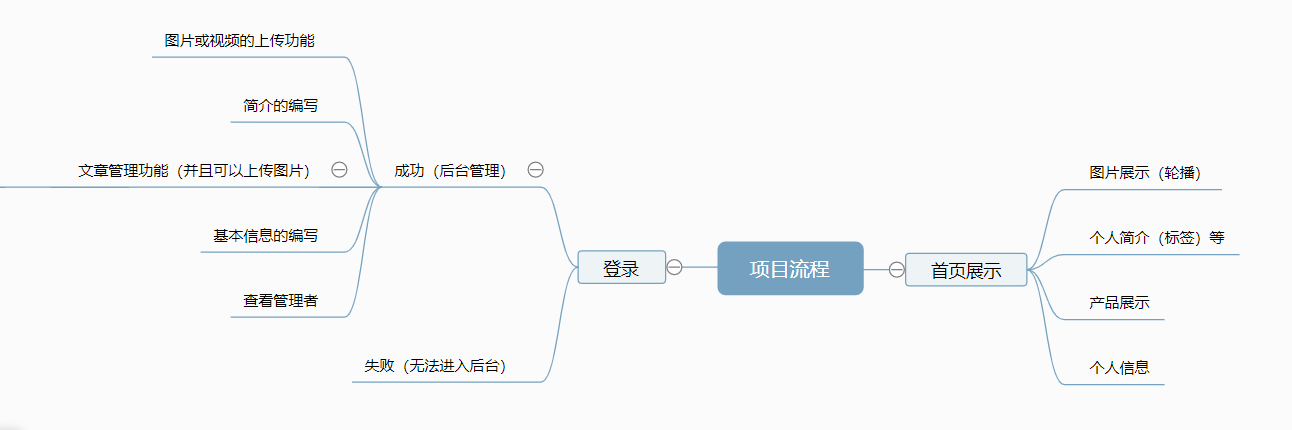 图片或视频的上传功能
简介的编写
文章管理功能（并且可以上传图片）
成功（后台管理）
基本信息的编写
查看管理者
失败（无法进入后台）
登录
项目流程
首页展示
图片展示（轮播）
个人简介（标签）等
产品展示
个人信息